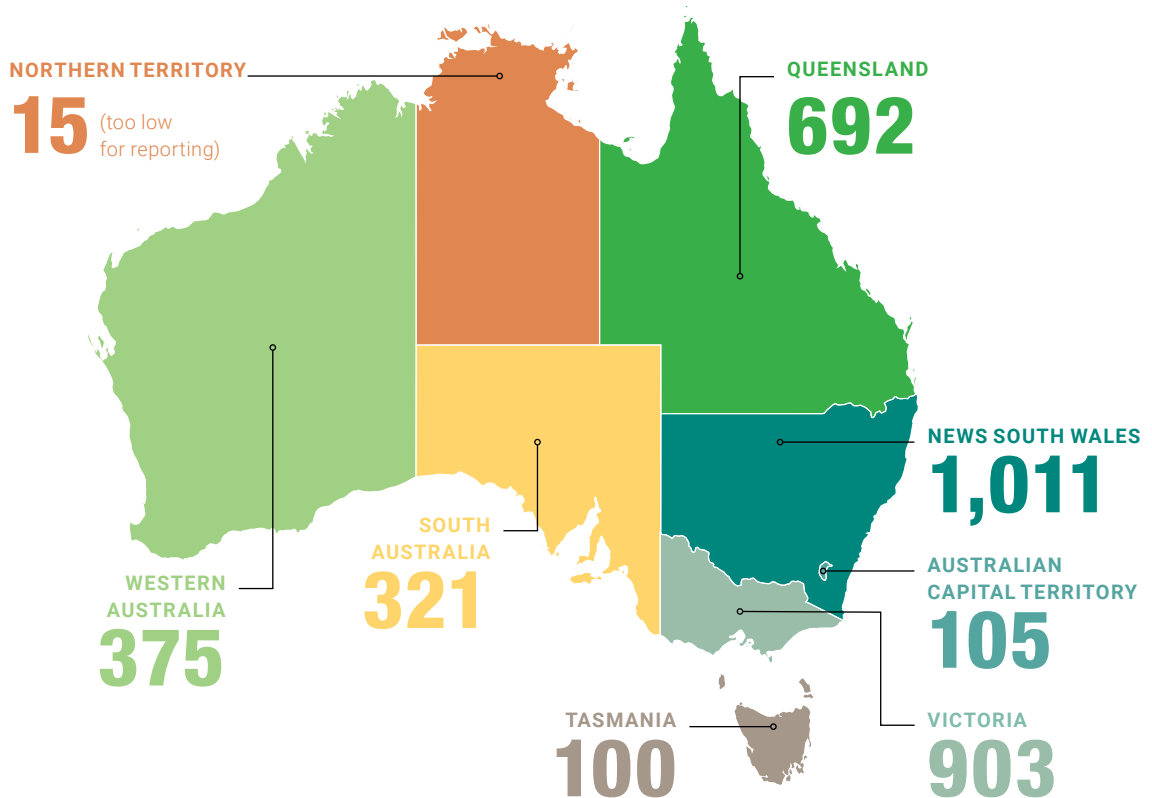 NORTHERN TERRITORY
15 (too low
for reporting)
QUEENSLAND
692
NEWS SOUTH WALES
1,011
AUSTRALIAN
CAPITAL TERRITORY
105
VICTORIA
903
SOUTH
AUSTRALIA
321
WESTERN
AUSTRALIA
375
TASMANIA
100